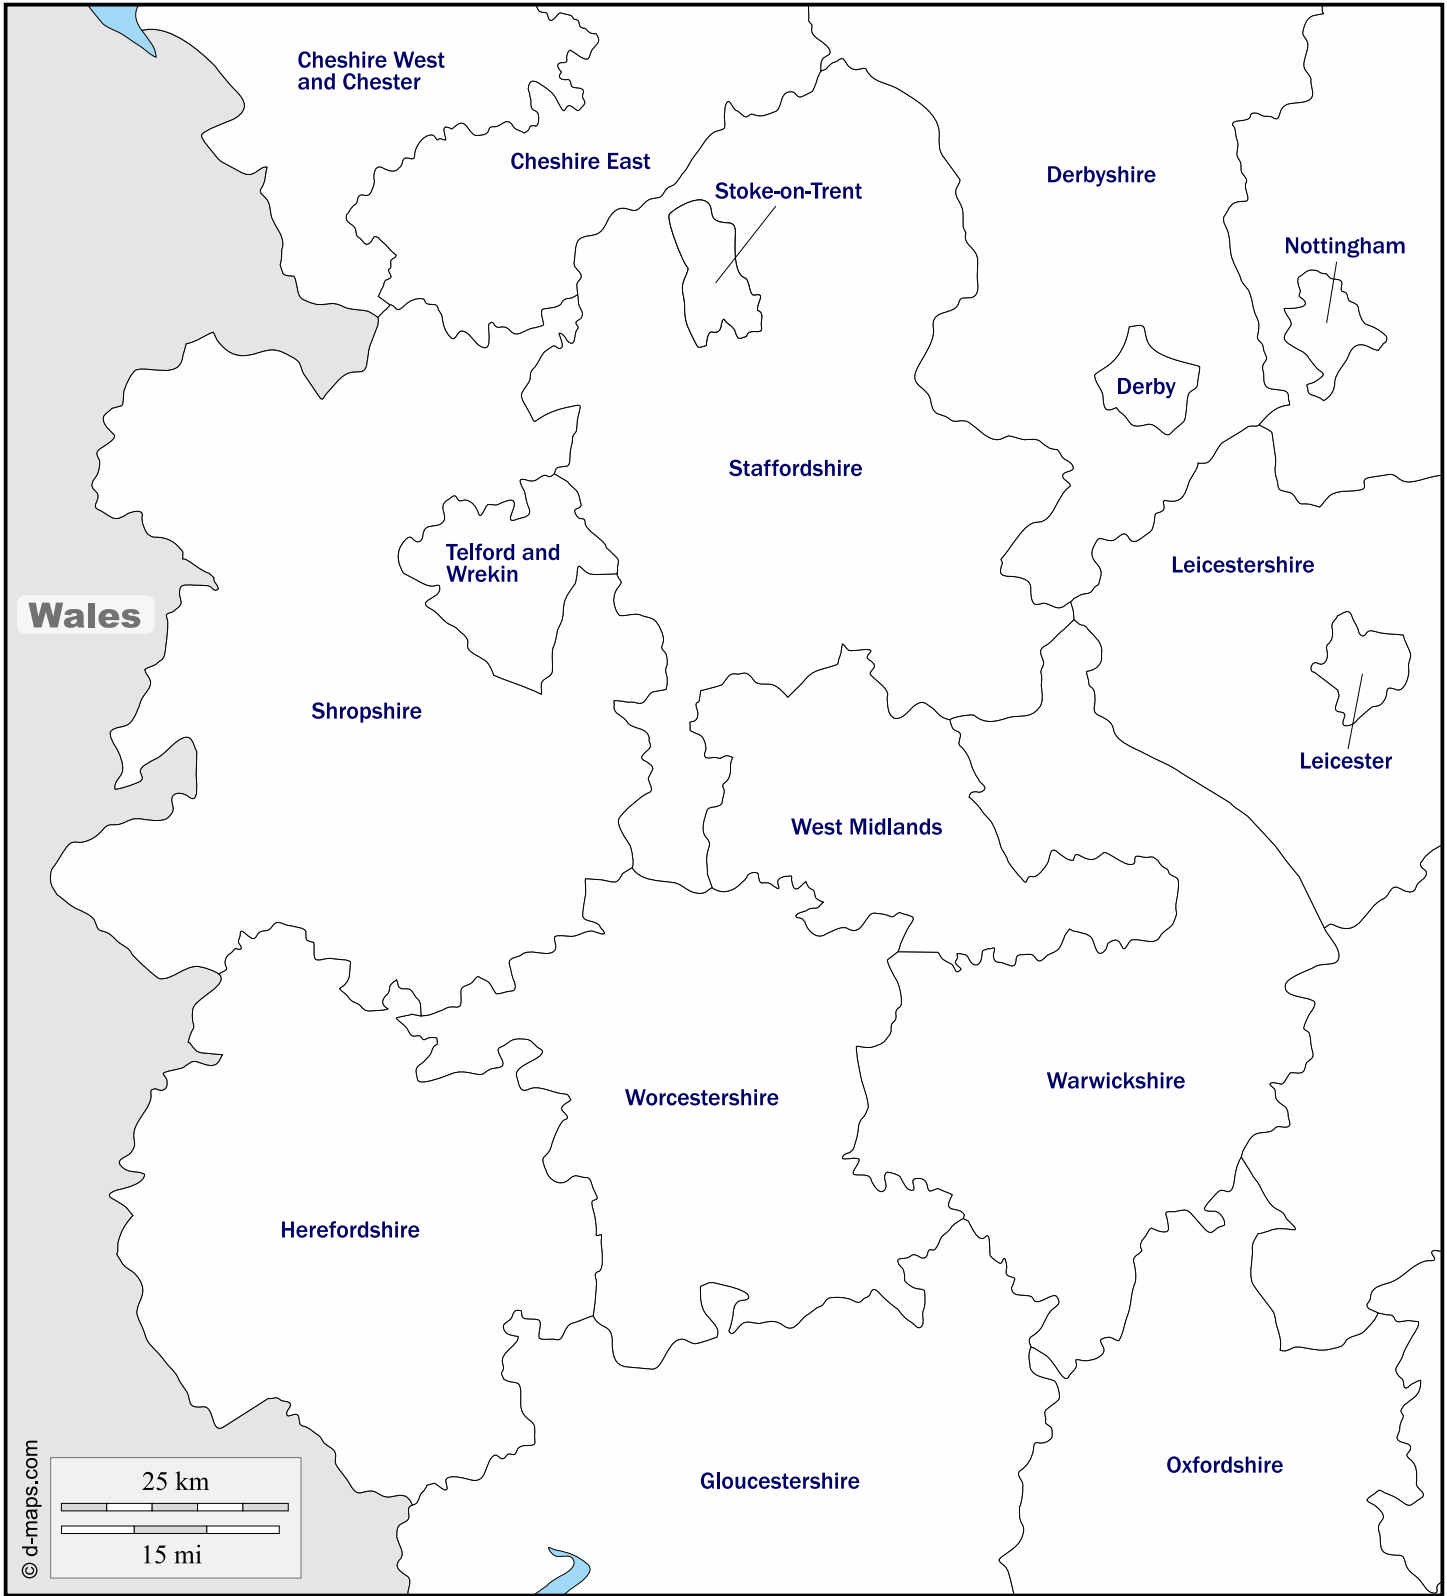 Cheshire West
and Chester
Cheshire East
Derbyshire
Stoke-on-Trent
Nottingham
Derby
Staffordshire
Telford and
Wrekin
Leicestershire
Wales
Shropshire
Leicester
West Midlands
Warwickshire
Worcestershire
Herefordshire
Oxfordshire
Gloucestershire
25 km
15 mi
© d-maps.com